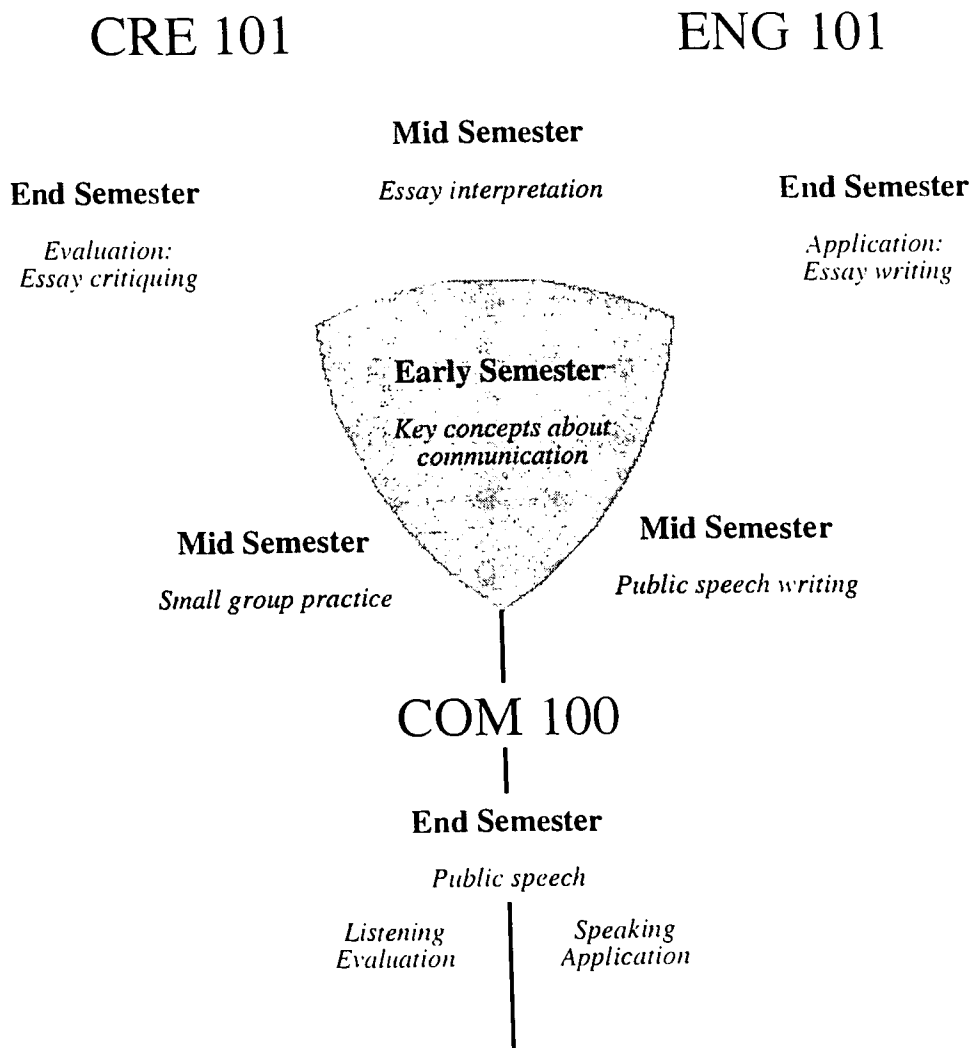 CRE 101
ENG 101
Mid Semester
Essay interpretation
End Semester
Evaluation:
Essay critiquing
End Semester
Application:
Essay writing
Early Semester
Key concepts about
communication
Mid Semester
Small group practice
Mid Semester
Public speech writing
COM 100
End Semester
Public speech
Listening
Evaluation
Speaking
Application